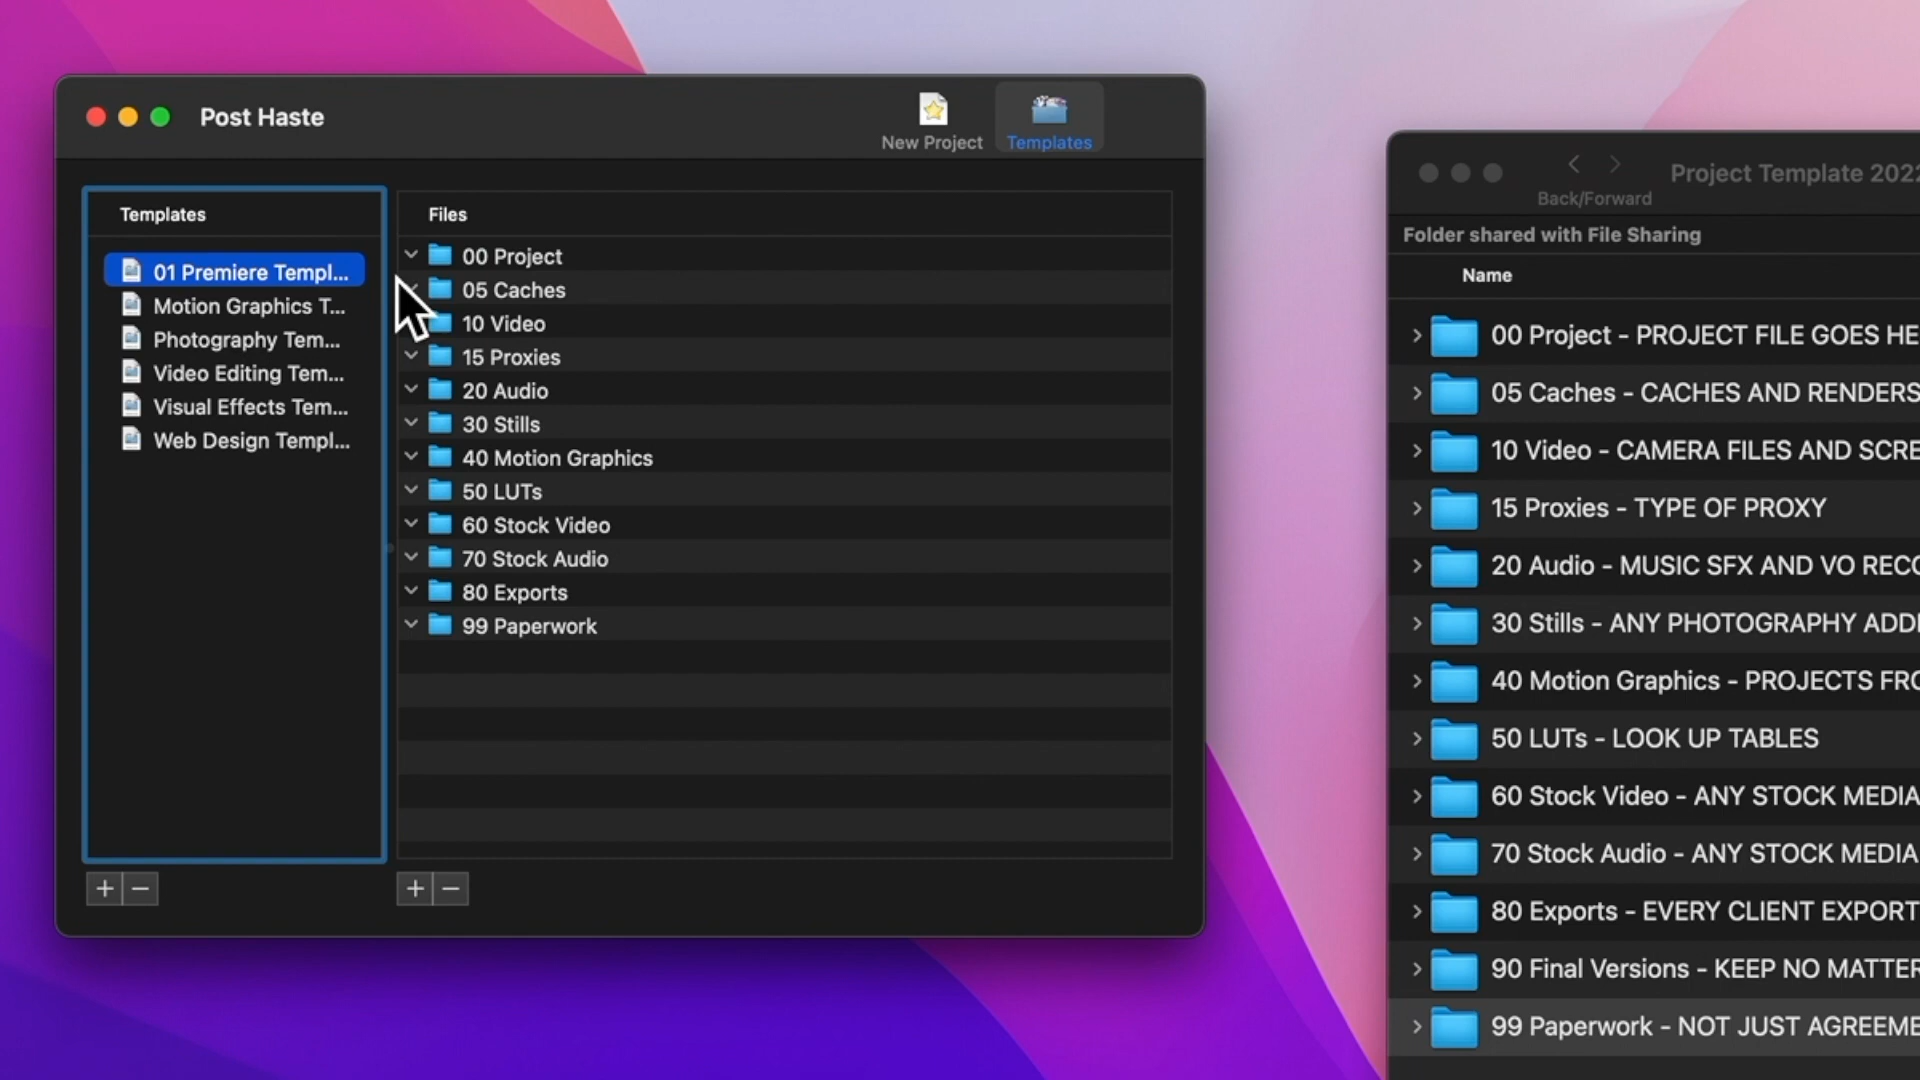 Post Haste
New Project
Templates
Templates
01 Premiere Templ...
Motion Graphics T...
Photography Tem...
Video Editing Tem...
Visual Effects Tem...
Web Design Templ...
Files
00 Project
05 Caches
10 Video
15 Proxies
20 Audio
30 Stills
40 Motion Graphics
50 LUTs
60 Stock Video
70 Stock Audio
80 Exports
99 Paperwork
Back/Forward
Project Template 2022
Folder shared with File Sharing
Name
00 Project - PROJECT FILE GOES HE
05 Caches - CACHES AND RENDERS
10 Video - CAMERA FILES AND SCRE
15 Proxies - TYPE OF PROXY
20 Audio - MUSIC SFX AND VO RECO
30 Stills - ANY PHOTOGRAPHY ADDI
40 Motion Graphics - PROJECTS FRO
50 LUTs - LOOK UP TABLES
60 Stock Video - ANY STOCK MEDIA
70 Stock Audio - ANY STOCK MEDIA
80 Exports - EVERY CLIENT EXPORT
90 Final Versions - KEEP NO MATTER
99 Paperwork - NOT JUST AGREEME